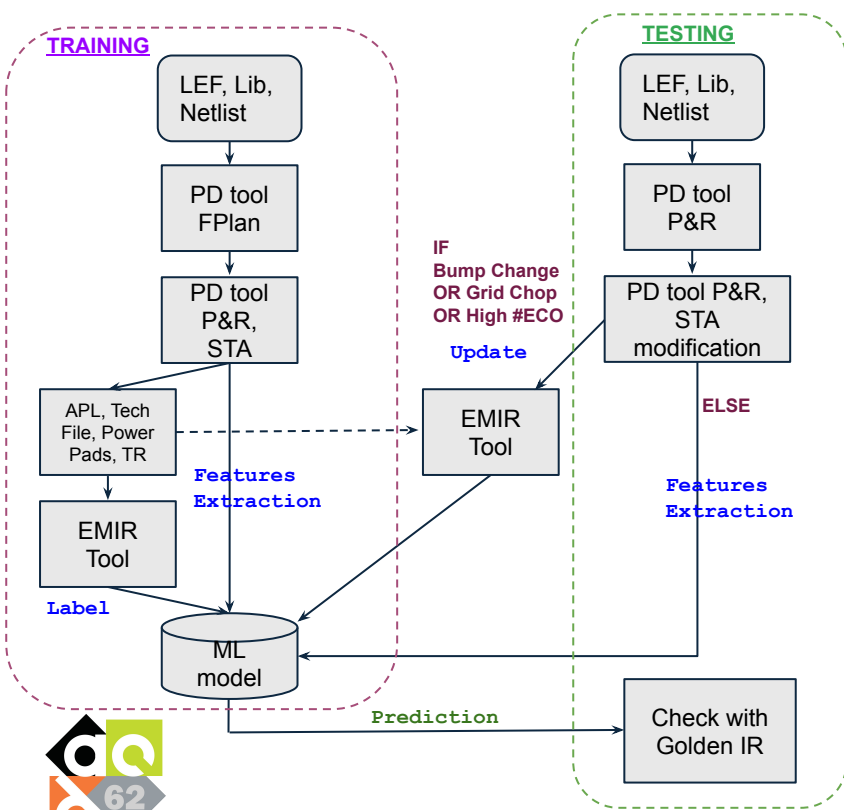 TRAINING
LEF, Lib,
Netlist
PD tool
FPlan
PD tool
P&R,
STA
APL, Tech
File, Power
Pads, TR
Features
Extraction
EMIR
Tool
Label
ML
model
IF
Bump Change
OR Grid Chop
OR High #ECO
Update
EMIR
Tool
TESTING
LEF, Lib,
Netlist
PD tool
P&R
PD tool P&R,
STA
modification
ELSE
Features
Extraction
Prediction
Check with
Golden IR
62